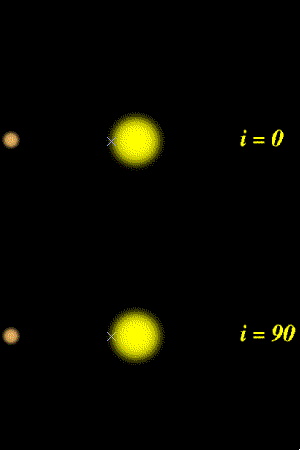 i = 0
i = 90